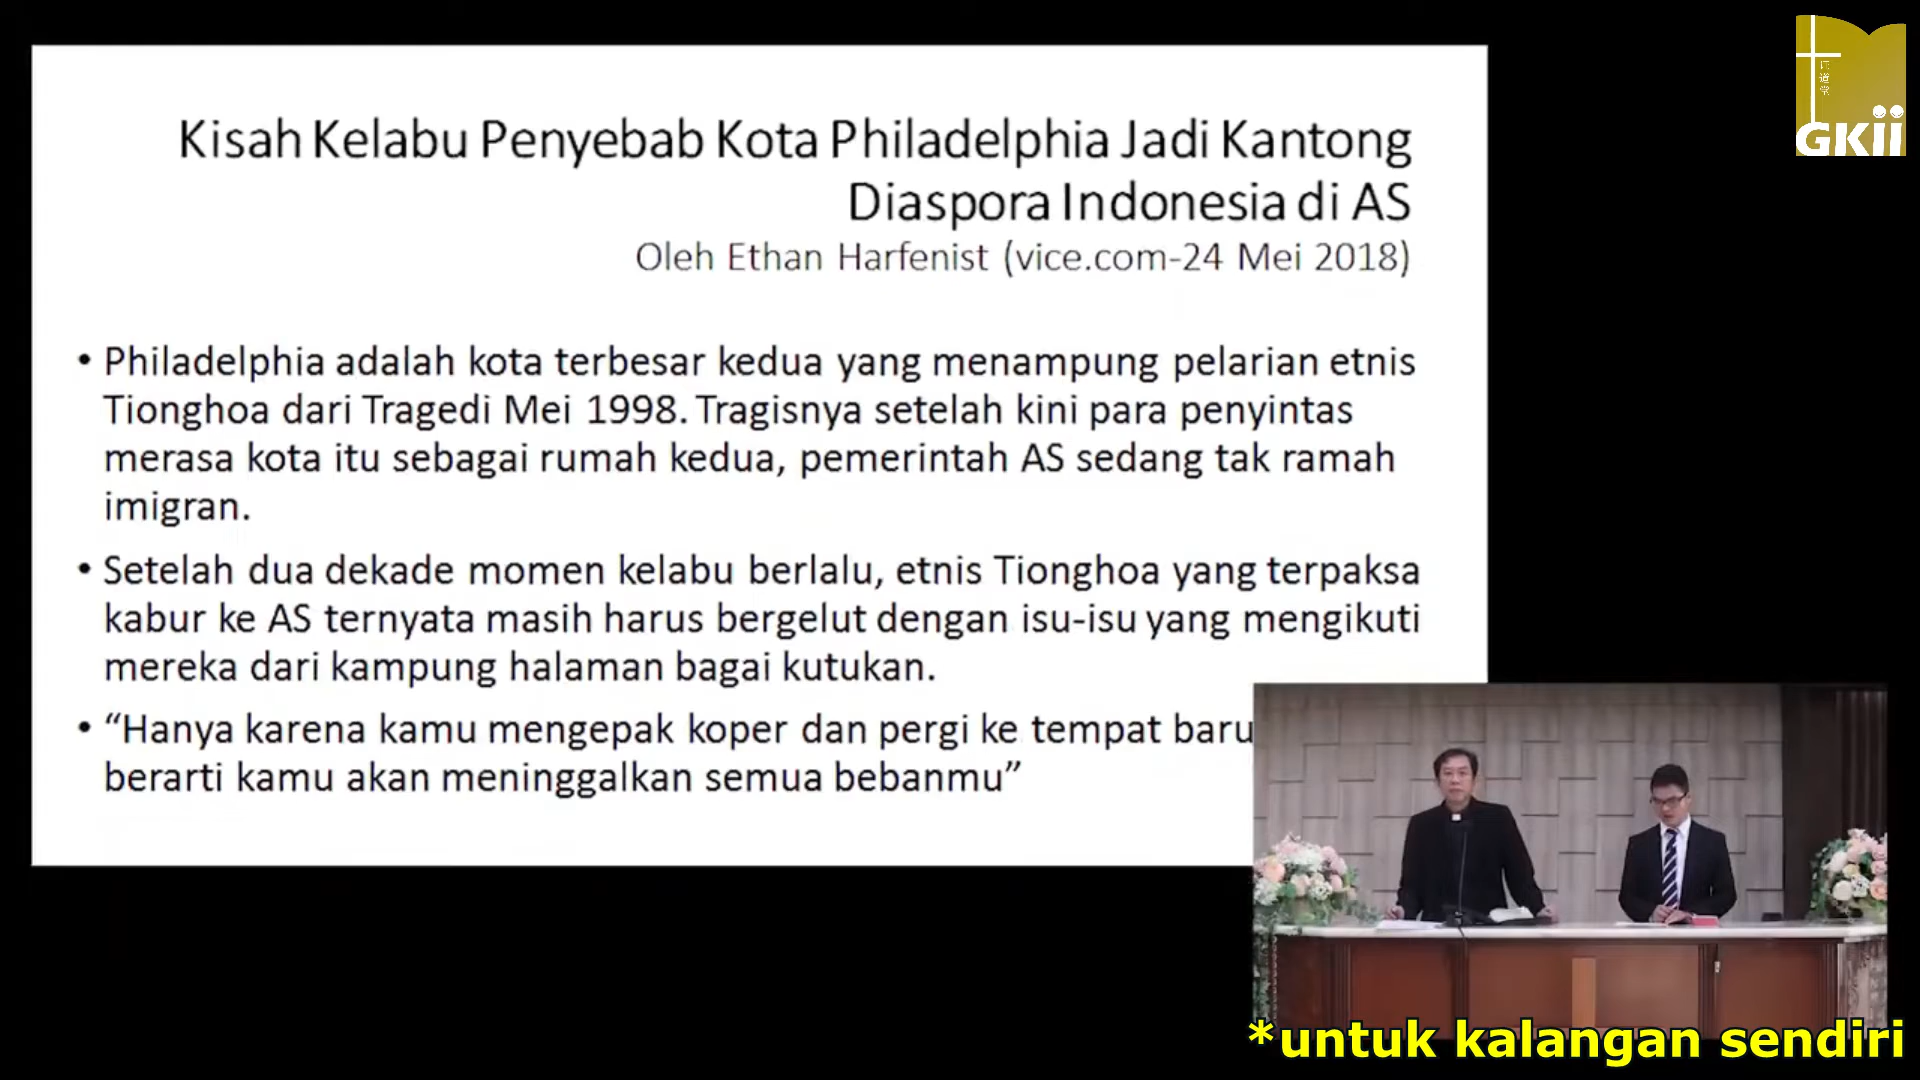 Kisah Kelabu Penyebab Kota Philadelphia Jadi Kantong
Diaspora Indonesia di AS
Oleh Ethan Harfenist (vice.com-24 Mei 2018)
• Philadelphia adalah kota terbesar kedua yang menampung pelarian etnis
Tionghoa dari Tragedi Mei 1998. Tragisnya setelah kini para penyintas
merasa kota itu sebagai rumah kedua, pemerintah AS sedang tak ramah
imigran.
• Setelah dua dekade momen kelabu berlalu, etnis Tionghoa yang terpaksa
kabur ke AS ternyata masih harus bergelut dengan isu-isu yang mengikuti
mereka dari kampung halaman bagai kutukan.
• “Hanya karena kamu mengepak koper dan pergi ke tempat baru
berarti kamu akan meninggalkan semua bebanmu”
GKii
*untuk kalangan sendiri